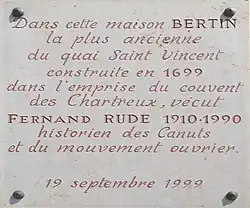 Dans cette maison BERTIN
la plus ancienne
du quai Saint Vincent
construite en 1699
dans l'emprise du couvent
des Chartreux, vécut
FERNAND RUDE 1910-1990
historien des Canuts
et du mouvement ouvrier.
19 septembre 1999